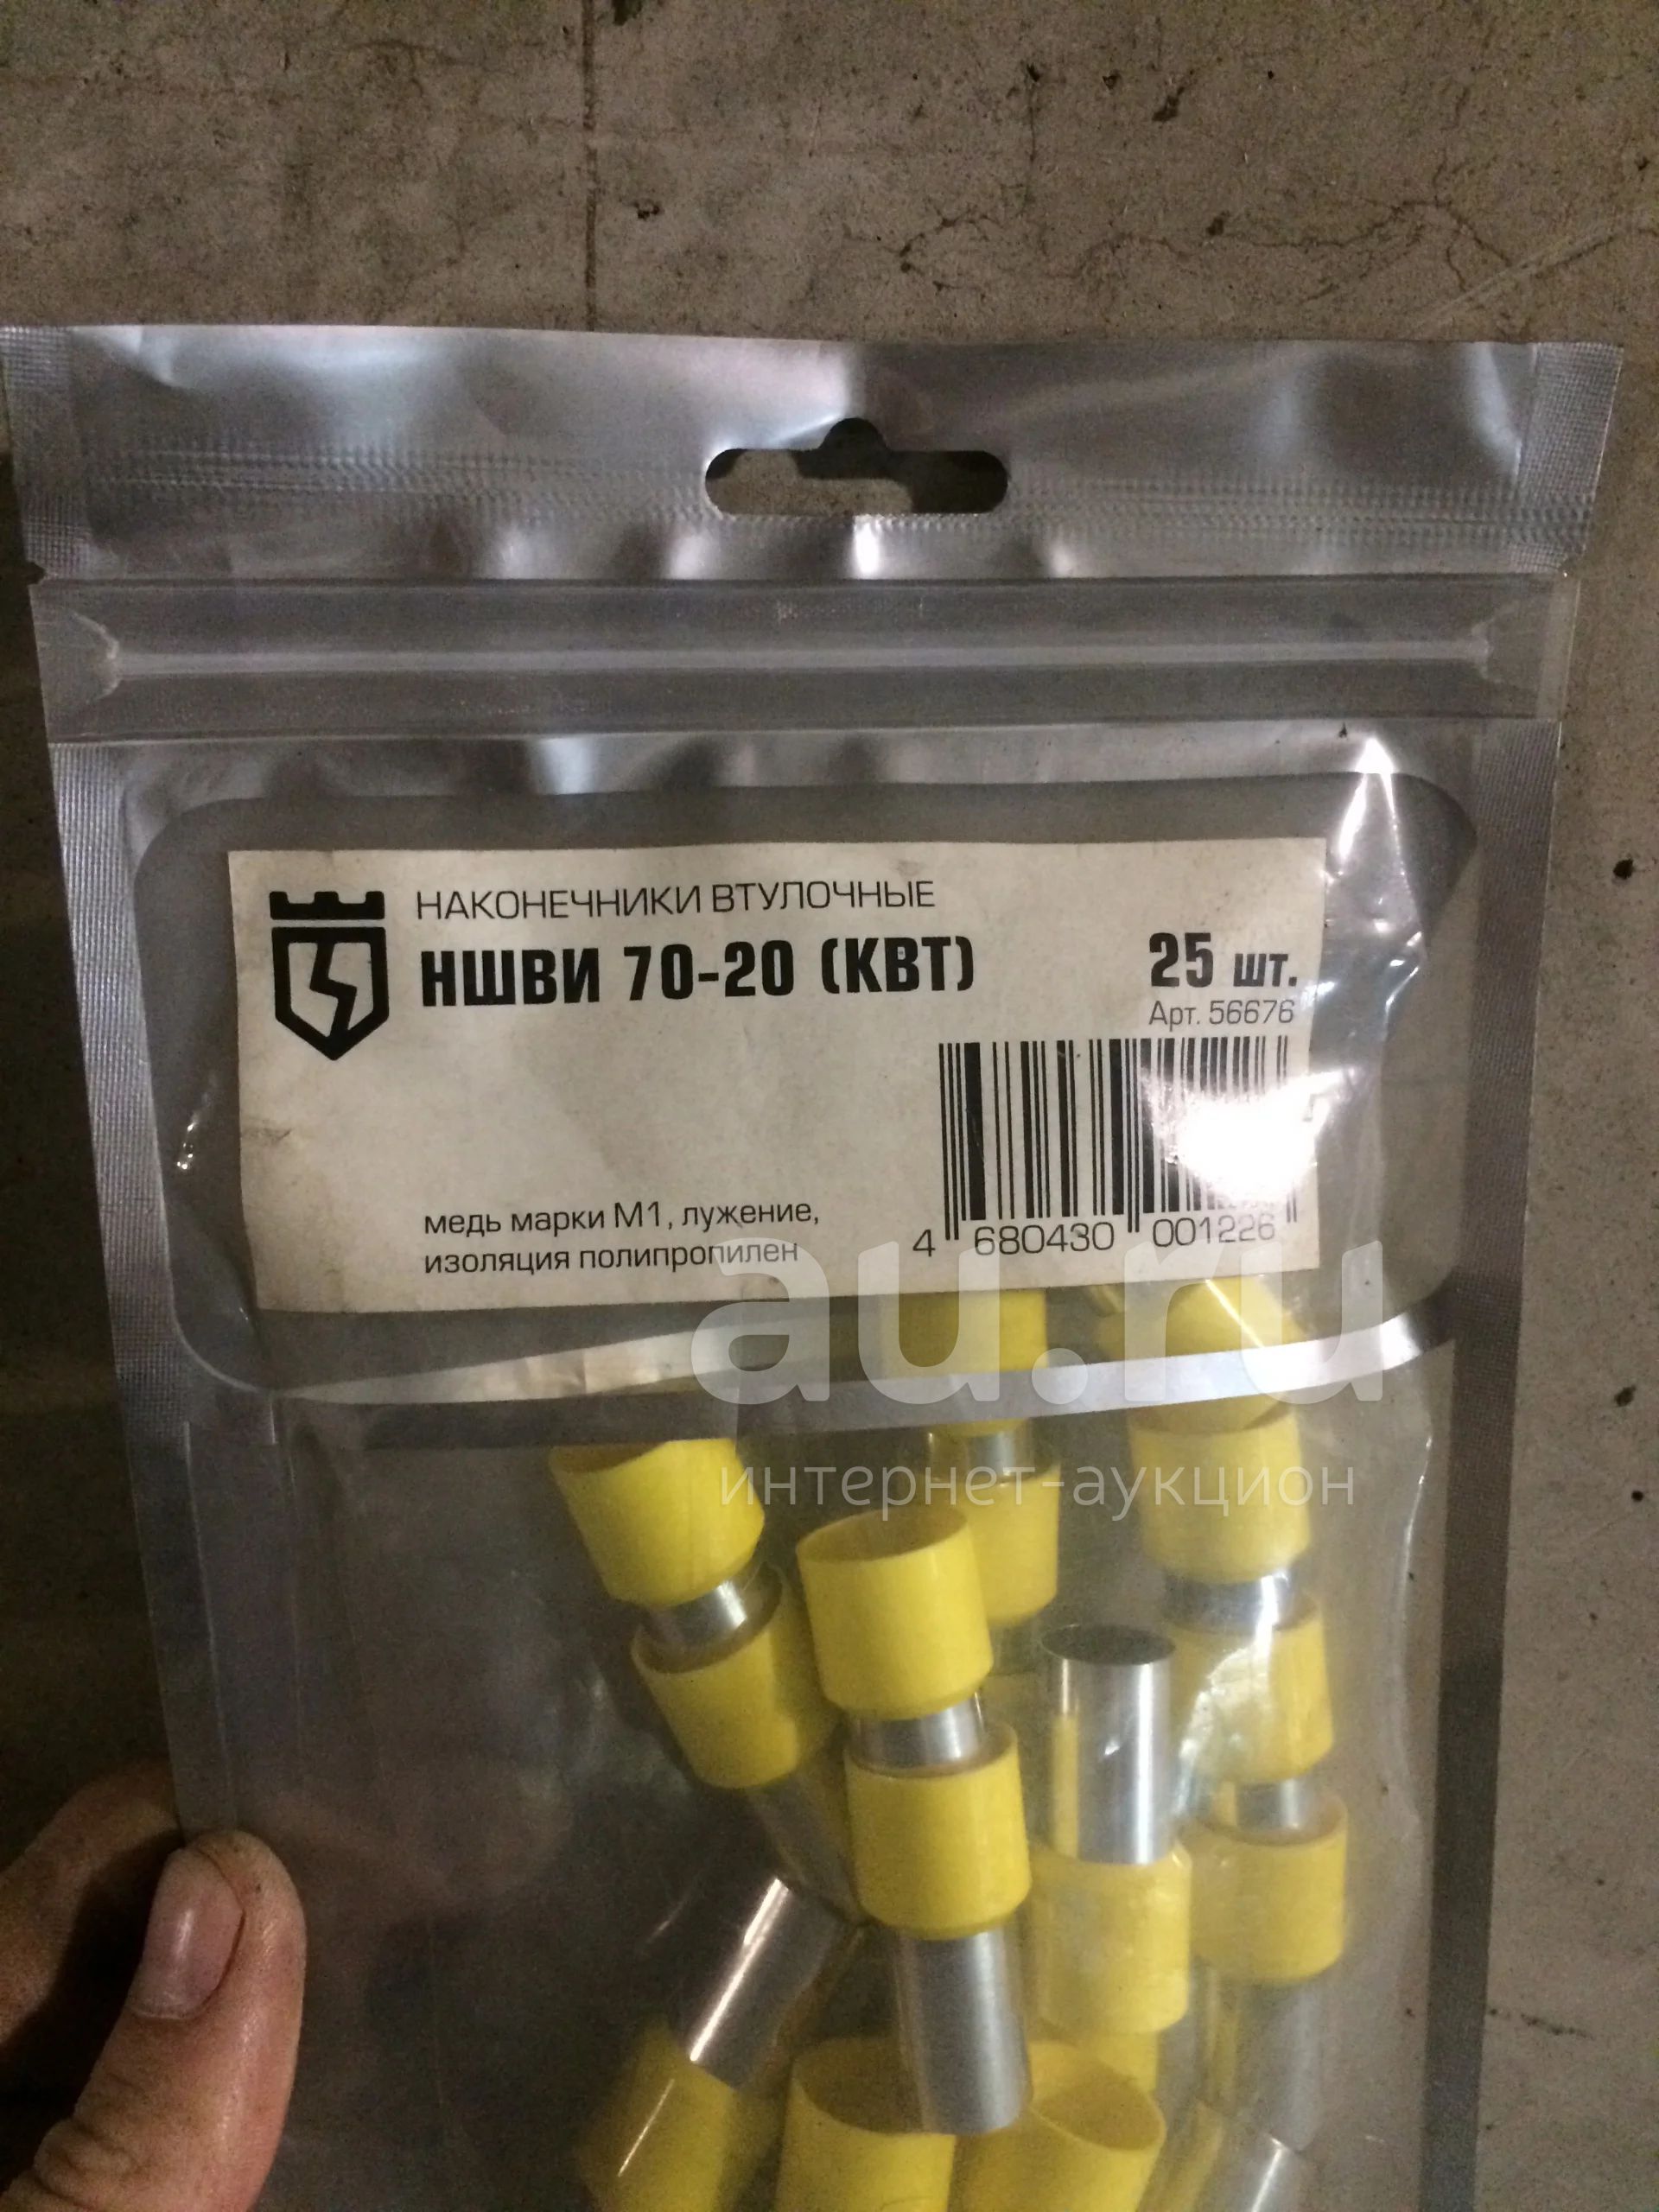 НАКОНЕЧНИКИ ВТУЛОЧНЫЕ
НШВИ 70-20 (КВТ)
25 шт.
Арт. 56676
медь марки М1, лужение,
изоляция полипропилен
4 680430 001226
au.ru
интернет-аукцион